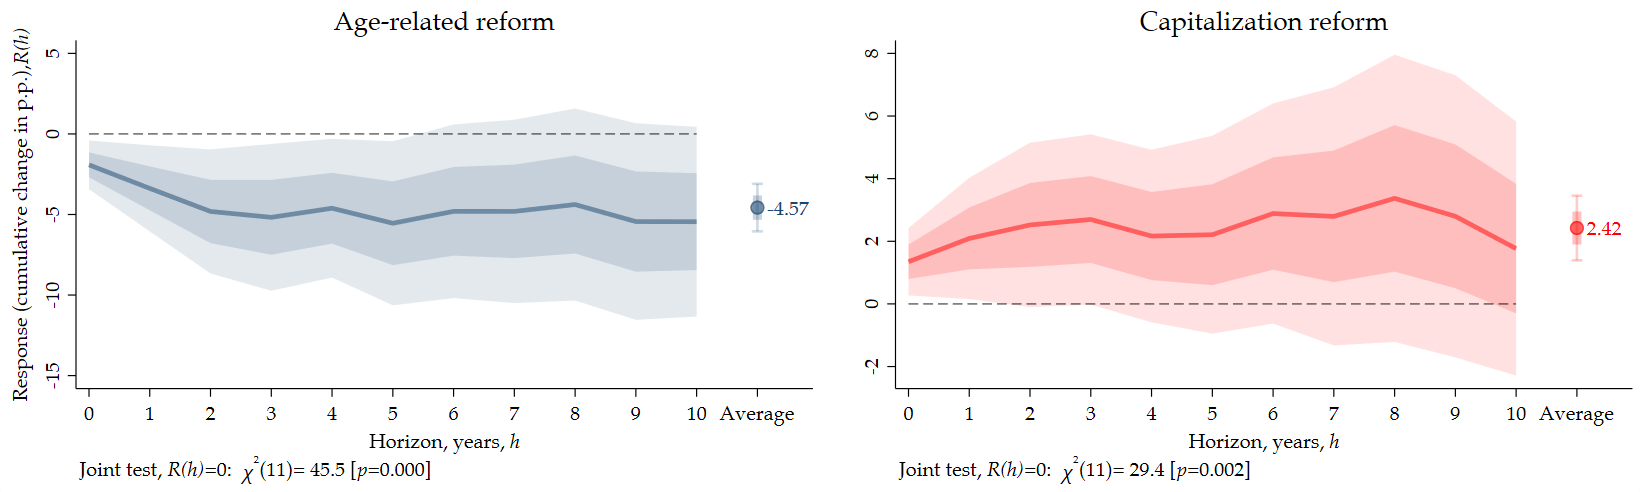 Age-related reform
Response (cumulative change in p.p.),R(h)
5
0
-5
-10
-15
-4.57
0 1 2 3 4 5 6 7 8 9 10 Average
Horizon, years, h
Joint test, R(h)=0: χ²(11)= 45.5 [p=0.000]
Capitalization reform
8
6
4
2
0
-2
2.42
0 1 2 3 4 5 6 7 8 9 10 Average
Horizon, years, h
Joint test, R(h)=0: χ²(11)= 29.4 [p=0.002]